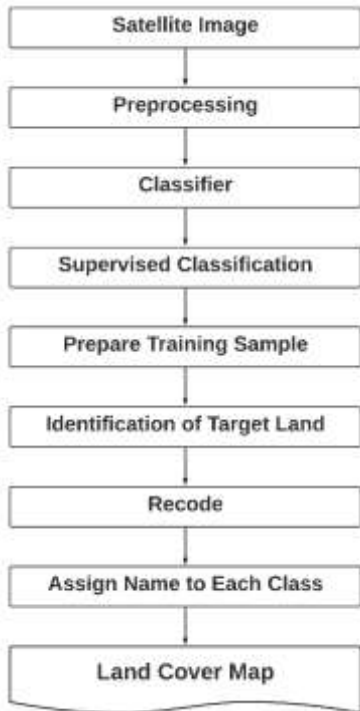 Satellite Image
Preprocessing
Classifier
Supervised Classification
Prepare Training Sample
Identification of Target Land
Recode
Assign Name to Each Class
Land Cover Map